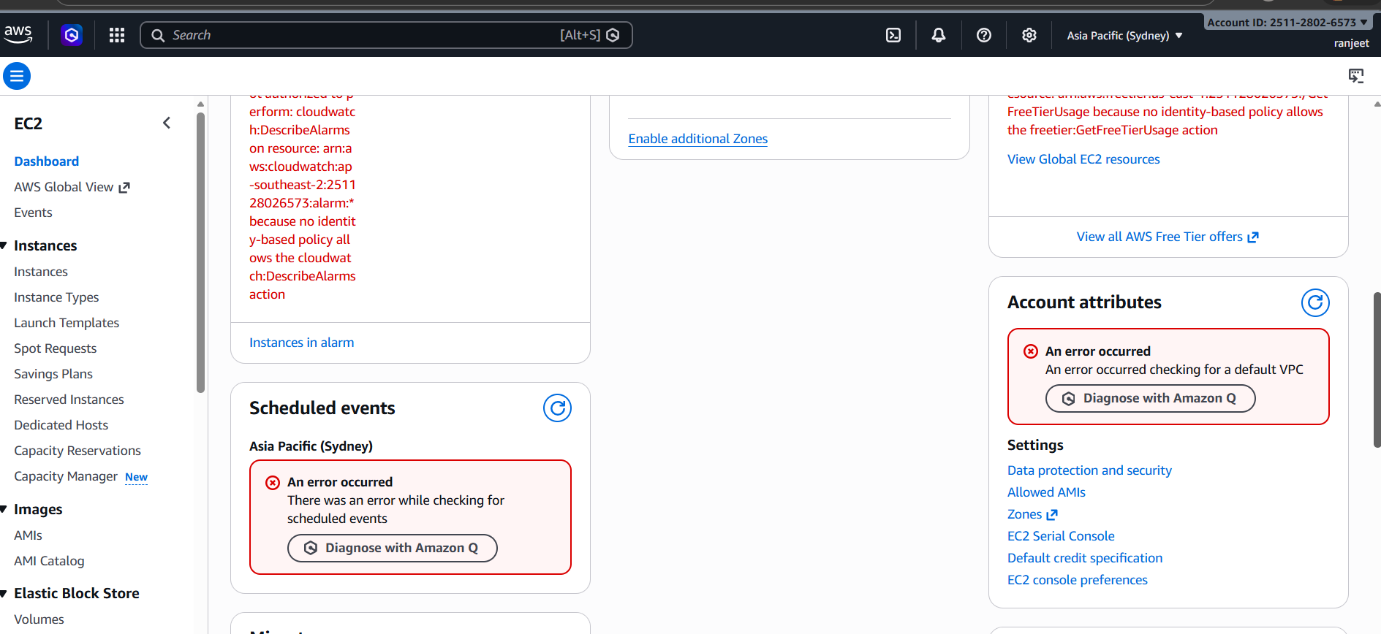 aws
Search
[Alt+S]
Asia Pacific (Sydney)
Account ID: 2511-2802-6573
ranjeet
EC2
Dashboard
AWS Global View
Events
Instances
Instances
Instance Types
Launch Templates
Spot Requests
Savings Plans
Reserved Instances
Dedicated Hosts
Capacity Reservations
Capacity Manager New
Images
AMIs
AMI Catalog
Elastic Block Store
Volumes
erform: cloudwatc
h:DescribeAlarms
on resource: arn:a
ws:cloudwatch:ap
-southeast-2:2511
28026573:alarm:*
because no identit
y-based policy all
ows the cloudwat
ch:DescribeAlarms
action
Instances in alarm
Scheduled events
Asia Pacific (Sydney)
An error occurred
There was an error while checking for
scheduled events
Diagnose with Amazon Q
Enable additional Zones
FreeTierUsage because no identity-based policy allows
the freetier:GetFreeTierUsage action
View Global EC2 resources
View all AWS Free Tier offers
Account attributes
An error occurred
An error occurred checking for a default VPC
Diagnose with Amazon Q
Settings
Data protection and security
Allowed AMIs
Zones
EC2 Serial Console
Default credit specification
EC2 console preferences